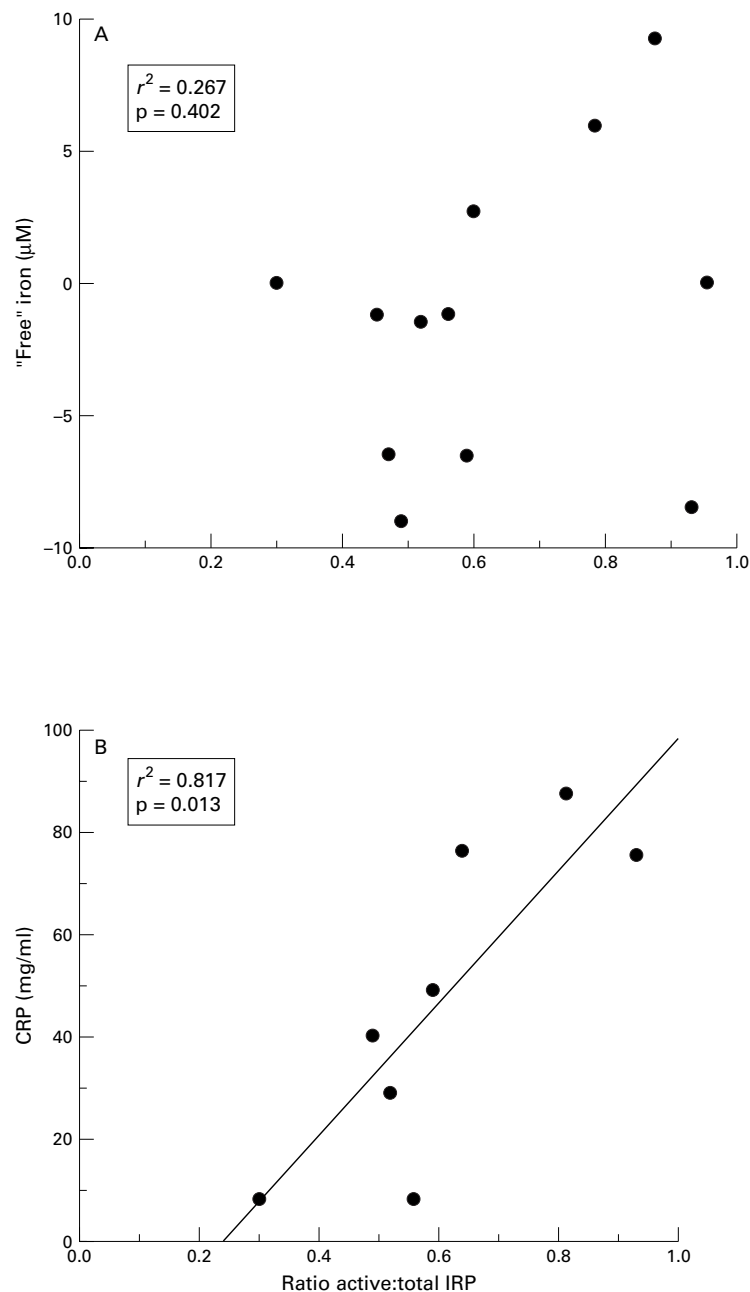 A
r² = 0.267
p = 0.402
10
5
0
–5
–10
"Free" iron (μM)
0.0 0.2 0.4 0.6 0.8 1.0
B
r² = 0.817
p = 0.013
100
80
60
40
20
0
CRP (mg/ml)
0.0 0.2 0.4 0.6 0.8 1.0
Ratio active:total IRP